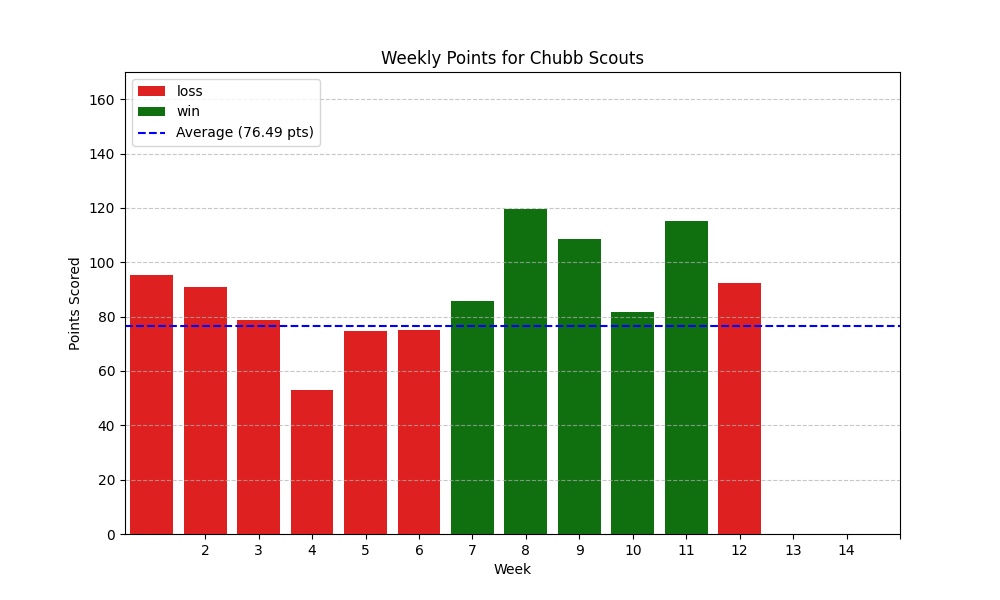 Weekly Points for Chubb Scouts
loss
win
Average (76.49 pts)
160
140
120
100
80
60
40
20
0
Points Scored
2 3 4 5 6 7 8 9 10 11 12 13 14
Week